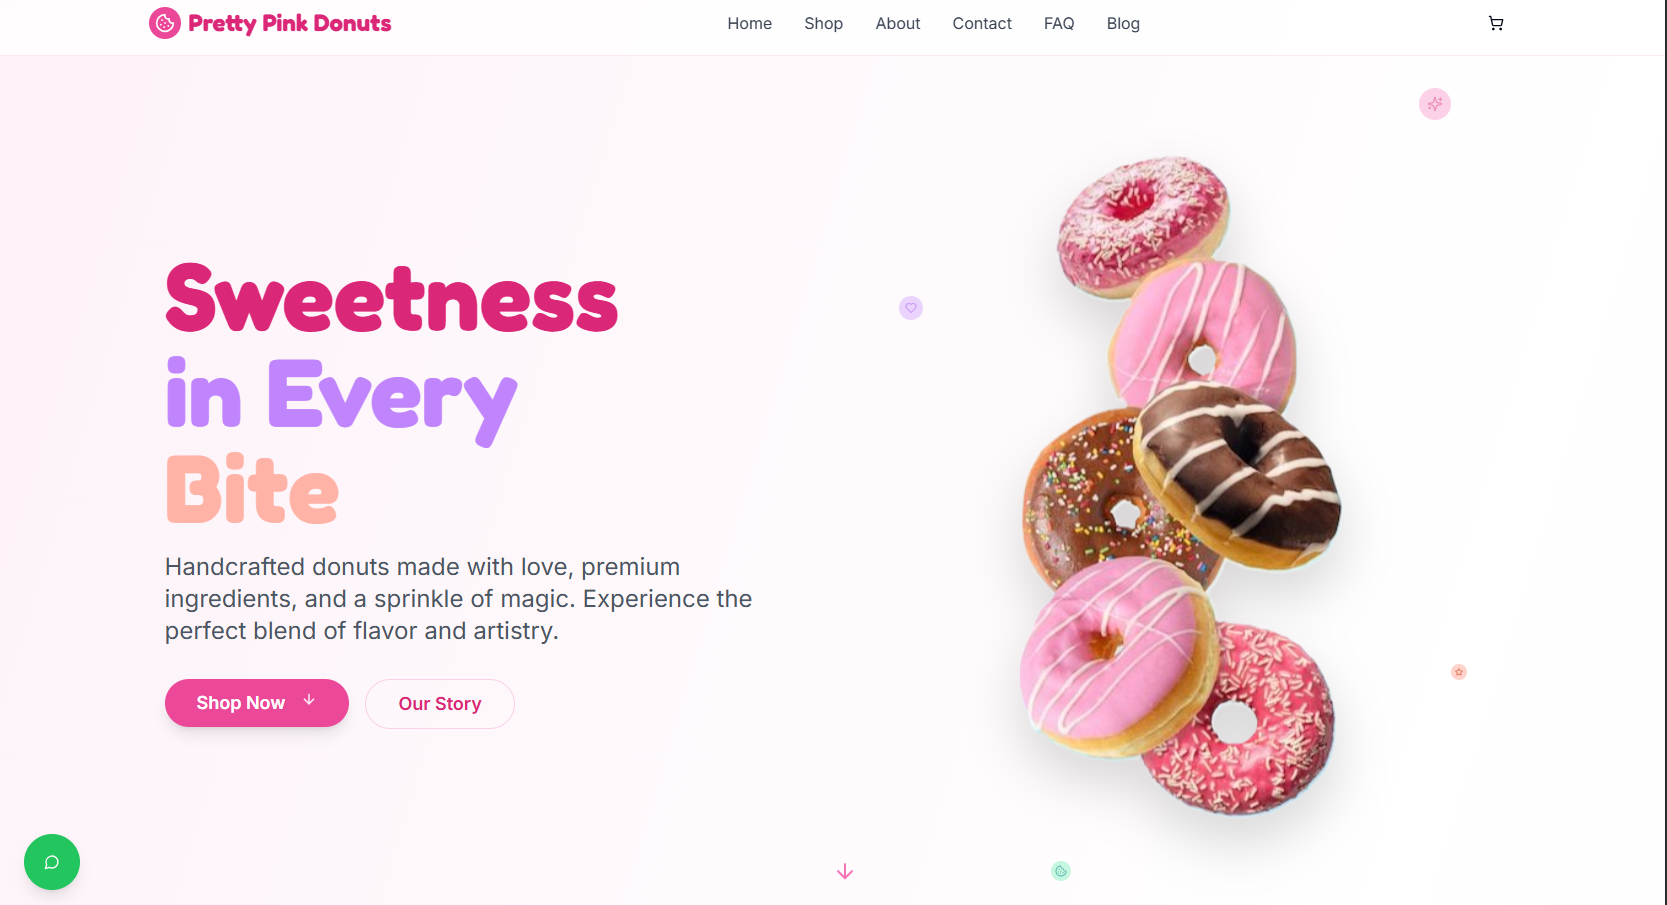 Pretty Pink Donuts
Home Shop About Contact FAQ Blog
Sweetness
in Every
Bite
Handcrafted donuts made with love, premium
ingredients, and a sprinkle of magic. Experience the
perfect blend of flavor and artistry.
Shop Now
Our Story